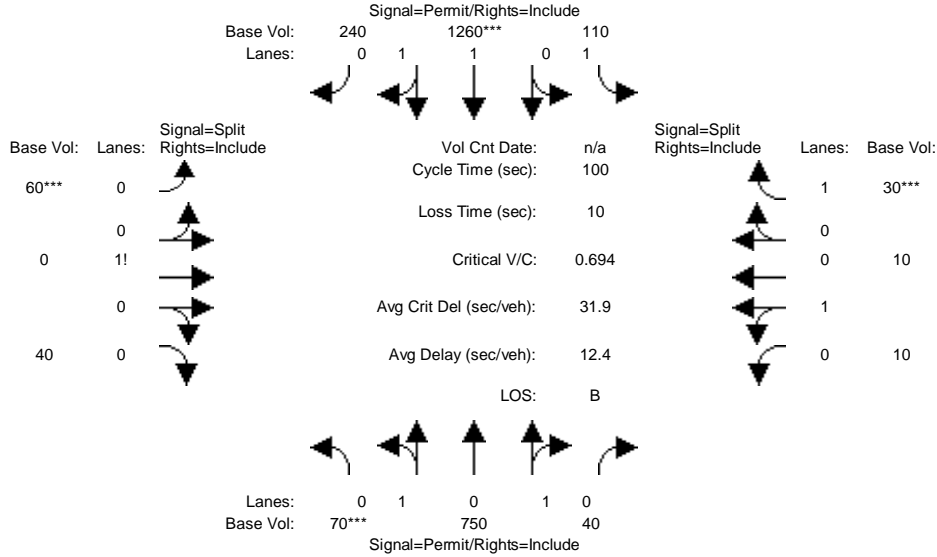 Signal=Permit/Rights=Include
Base Vol: 240 1260*** 110
Lanes: 0 1 1 0 1
Signal=Split
Base Vol: Lanes: Rights=Include
Vol Cnt Date: n/a
Signal=Split
Rights=Include Lanes: Base Vol:
Cycle Time (sec): 100
60*** 0
1 30***
Loss Time (sec): 10
0
0
0 1!
Critical V/C: 0.694
0 10
0
Avg Crit Del (sec/veh): 31.9
1
40 0
Avg Delay (sec/veh): 12.4
0 10
LOS: B
Lanes: 0 1 0 1 0
Base Vol: 70*** 750 40
Signal=Permit/Rights=Include